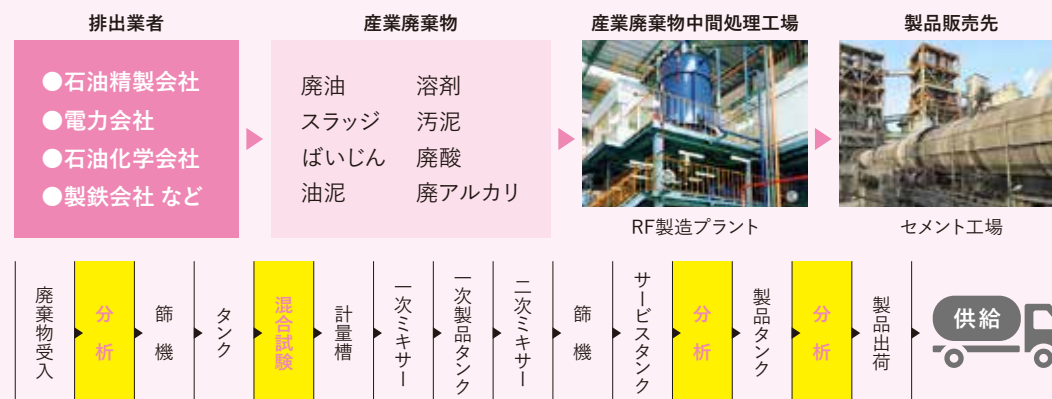 排出業者
●石油精製会社
●電力会社
●石油化学会社
●製鉄会社 など
産業廃棄物
廃油 溶剤
スラッジ 汚泥
ばいじん 廃酸
油泥 廃アルカリ
産業廃棄物中間処理工場
RF製造プラント
製品販売先
セメント工場
廃棄物受入
分析
篩機
タンク
混合試験
計量槽
一次ミキサー
一次製品タンク
二次ミキサー
篩機
サービスタンク
分析
製品タンク
分析
製品出荷
供給